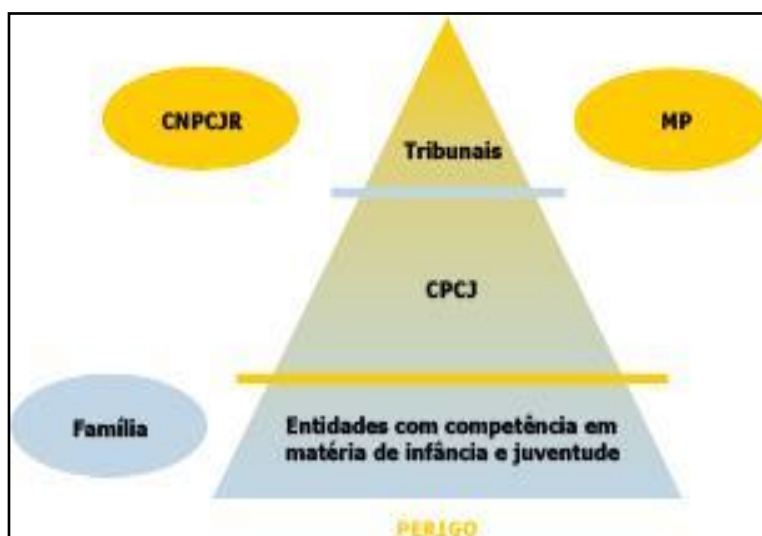 CNPCJR
MP
Tribunais
CPCJ
Família
Entidades com competência em
matéria de infância e juventude
PERIGO